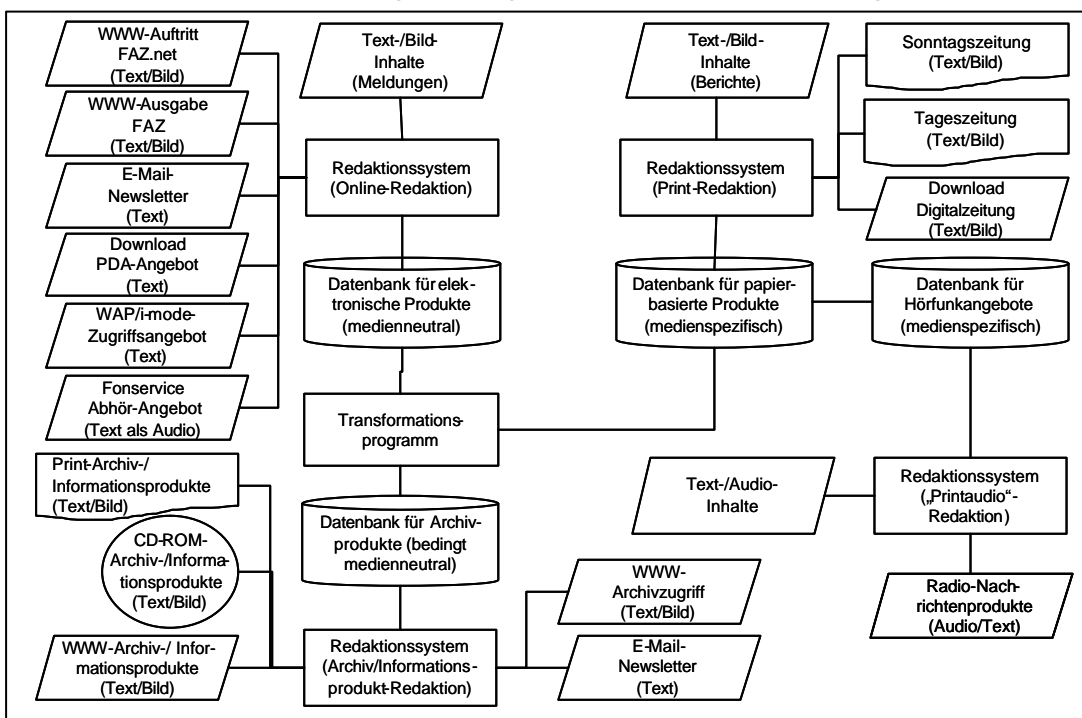 WWW-Auftritt
FAZ.net
(Text/Bild)
WWW-Ausgabe
FAZ
(Text/Bild)
E-Mail-
Newsletter
(Text)
Download
PDA-Angebot
(Text)
WAP/i-mode-
Zugriffsangebot
(Text)
Fonservice
Abhör-Angebot
(Text als Audio)
Print-Archiv-/
Informationsprodukte
(Text/Bild)
CD-ROM-
Archiv-/Informa-
tionsprodukte
(Text/Bild)
WWW-Archiv-/ Infor-
mationsprodukte
(Text/Bild)
Text-/Bild-
Inhalte
(Meldungen)
Redaktionssystem
(Online-Redaktion)
Datenbank für elek-
tronische Produkte
(medienneutral)
Transformations-
programm
Datenbank für Archiv-
produkte (bedingt
medienneutral)
Redaktionssystem
(Archiv/Informations-
produkt-Redaktion)
Text-/Bild-
Inhalte
(Berichte)
Redaktionssystem
(Print-Redaktion)
Datenbank für papier-
basierte Produkte
(medienspezifisch)
Text-/Audio-
Inhalte
WWW-
Archivzugriff
(Text/Bild)
E-Mail-
Newsletter
(Text)
Sonntagszeitung
(Text/Bild)
Tageszeitung
(Text/Bild)
Download
Digitalzeitung
(Text/Bild)
Datenbank für
Hörfunkangebote
(medienspezifisch)
Redaktionssystem
(„Printaudio“-
Redaktion)
Radio-Nach-
richtenprodukte
(Audio/Text)